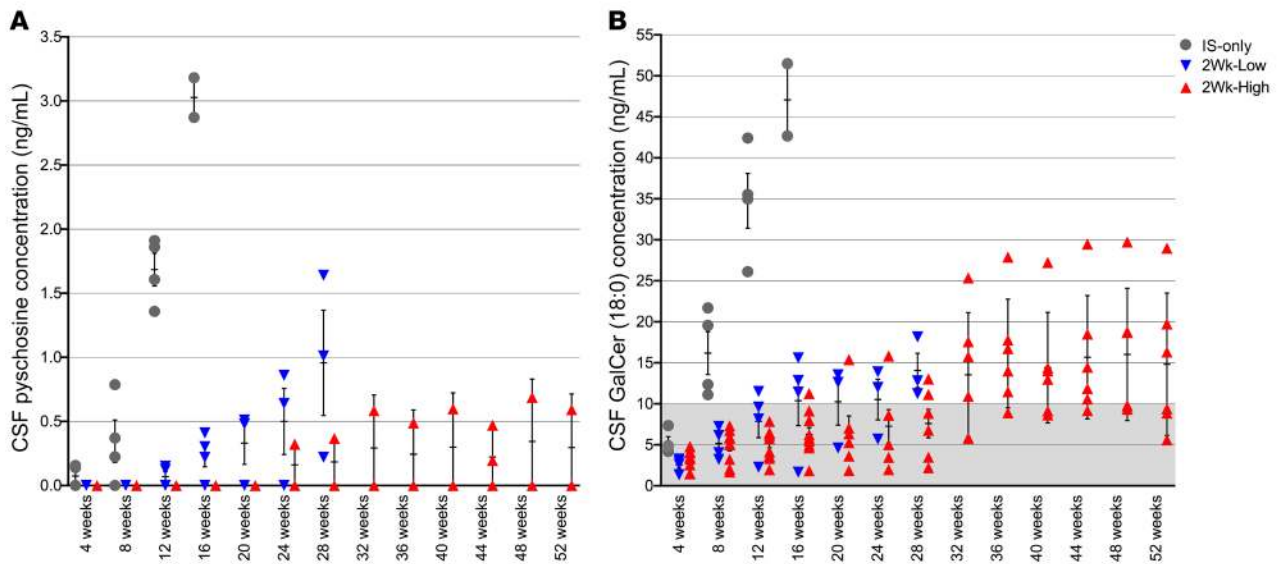 A
CSF pyschosine concentration (ng/mL)
3.5
3.0
2.5
2.0
1.5
1.0
0.5
0.0
4 weeks
8 weeks
12 weeks
16 weeks
20 weeks
24 weeks
28 weeks
32 weeks
36 weeks
40 weeks
44 weeks
48 weeks
52 weeks
B
CSF GalCer (18:0) concentration (ng/mL)
55
50
45
40
35
30
25
20
15
10
5
0
4 weeks
8 weeks
12 weeks
16 weeks
20 weeks
24 weeks
28 weeks
32 weeks
36 weeks
40 weeks
44 weeks
48 weeks
52 weeks
IS-only
2Wk-Low
2Wk-High